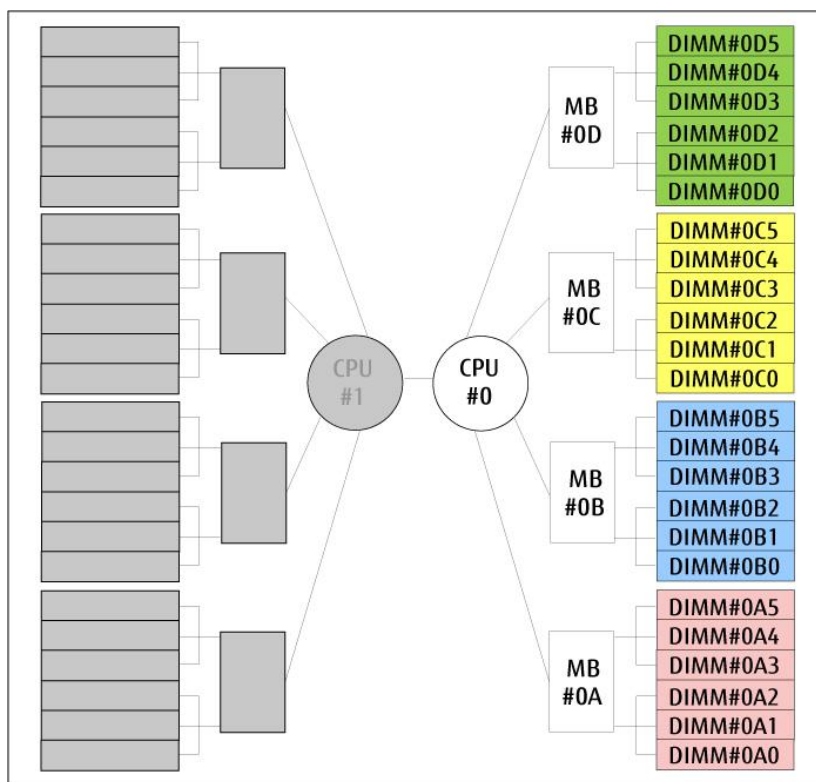 DIMM#0D5
DIMM#0D4
MB
#0D
DIMM#0D3
DIMM#0D2
DIMM#0D1
DIMM#0D0
DIMM#0C5
DIMM#0C4
MB
#0C
DIMM#0C3
DIMM#0C2
DIMM#0C1
DIMM#0C0
CPU
#1
CPU
#0
DIMM#0B5
DIMM#0B4
DIMM#0B3
MB
#0B
DIMM#0B2
DIMM#0B1
DIMM#0B0
DIMM#0A5
DIMM#0A4
DIMM#0A3
MB
#0A
DIMM#0A2
DIMM#0A1
DIMM#0A0